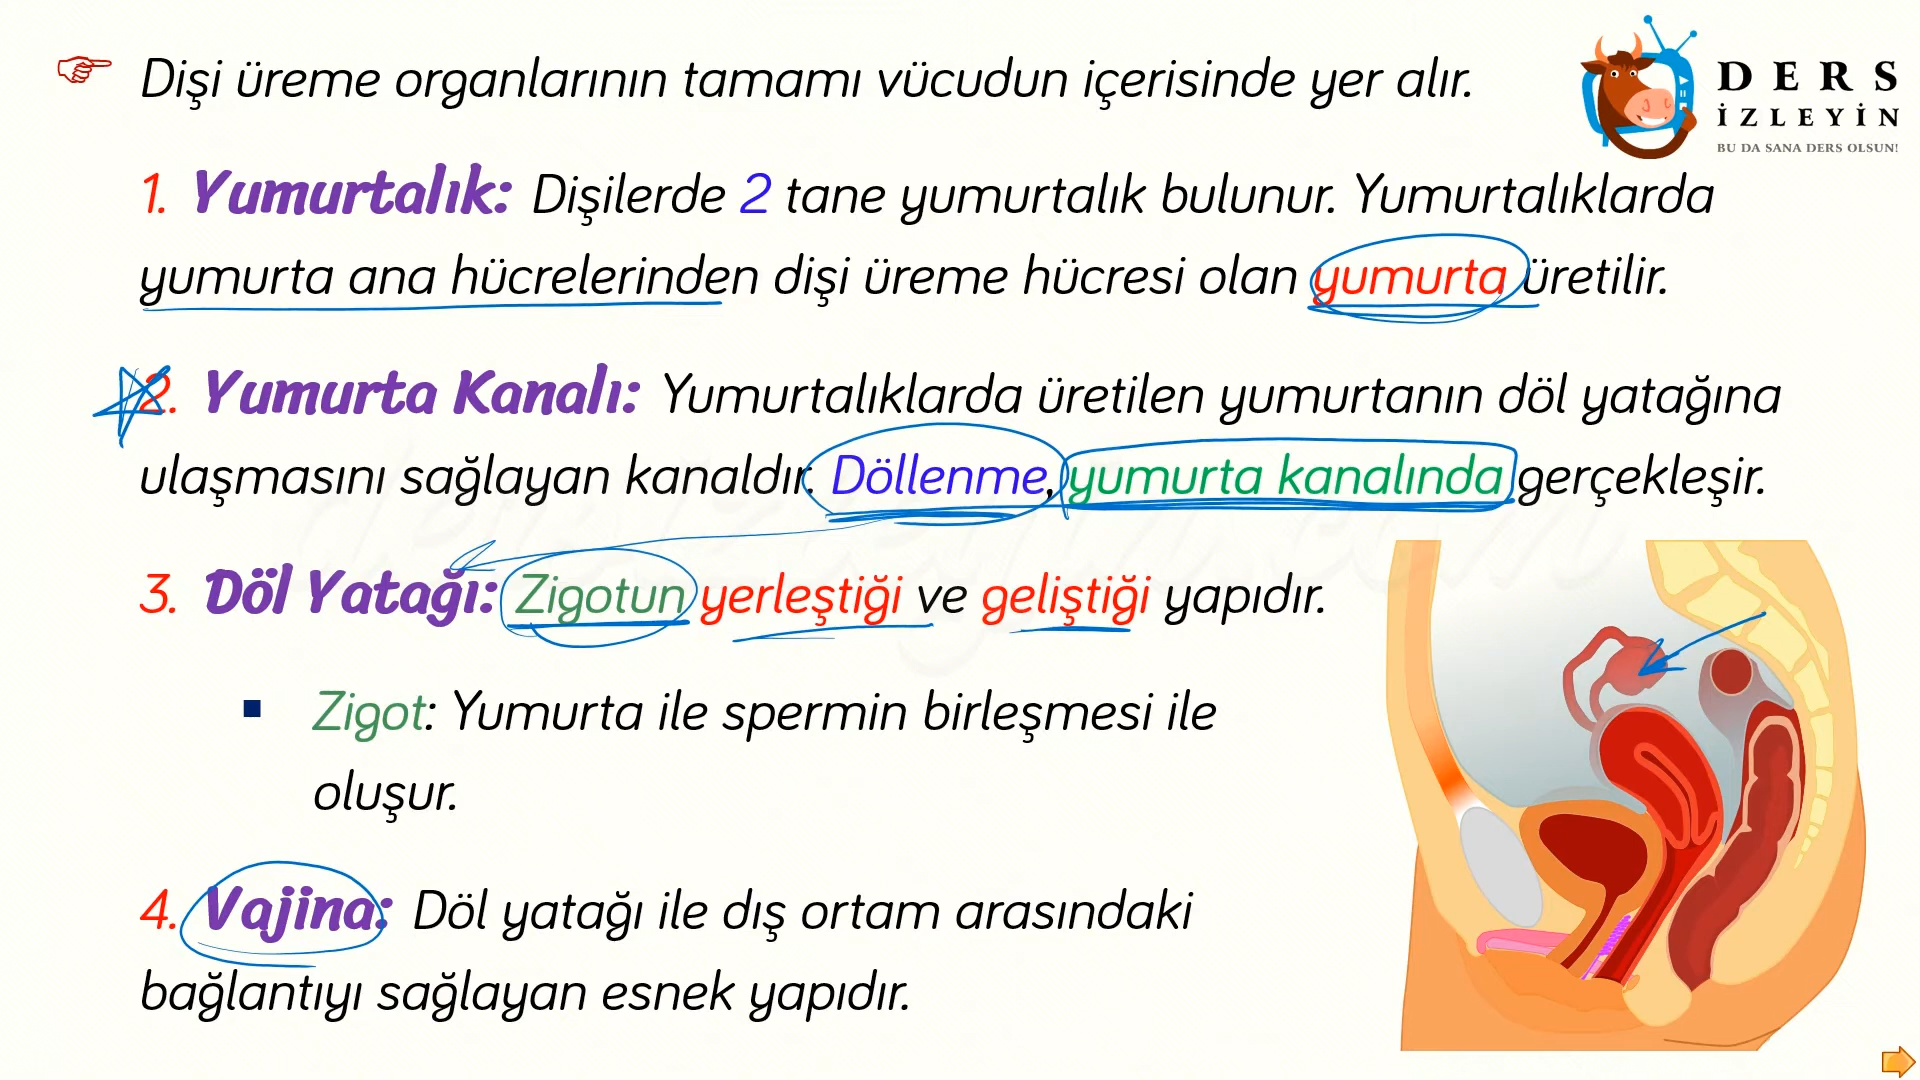 Dişi üreme organlarının tamamı vücudun içerisinde yer alır.
DERS
İZLEYİN
BU DA SANA DERS OLSUN!
1. Yumurtalık: Dişilerde 2 tane yumurtalık bulunur. Yumurtalıklarda
yumurta ana hücrelerinden dişi üreme hücresi olan yumurta üretilir.
2. Yumurta Kanalı: Yumurtalıklarda üretilen yumurtanın döl yatağına
ulaşmasını sağlayan kanaldır. Döllenme, yumurta kanalında gerçekleşir.
3. Döl Yatağı: Zigotun yerleştiği ve geliştiği yapıdır.
Zigot: Yumurta ile spermin birleşmesi ile
oluşur.
4. Vajina: Döl yatağı ile dış ortam arasındaki
bağlantıyı sağlayan esnek yapıdır.